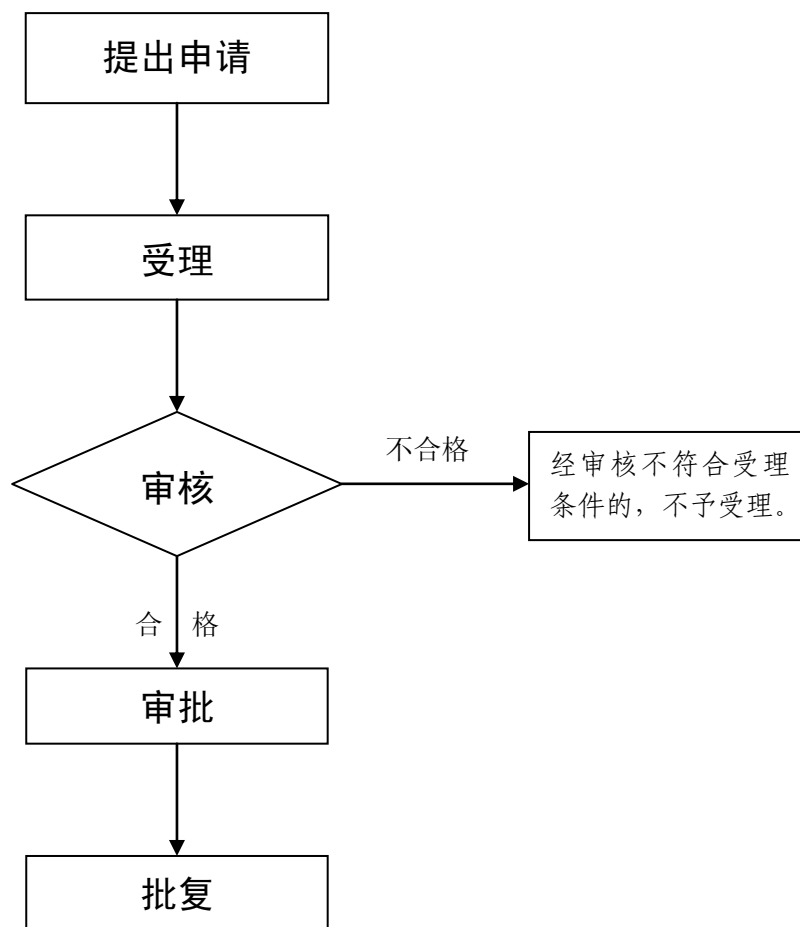 提出申请
受理
审核
不合格
经审核不符合受理
条件的，不予受理。
合格
审批
批复